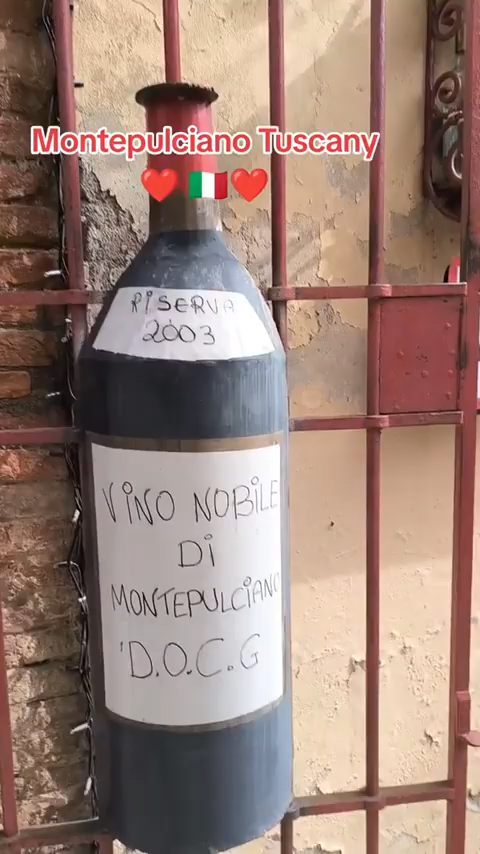 Montepulciano Tuscany
❤️ 🇮🇹 ❤️
RiSERVA
2003
ViNO NOBiLE
Di
MONTEPULCiANO
'D.O.C.G